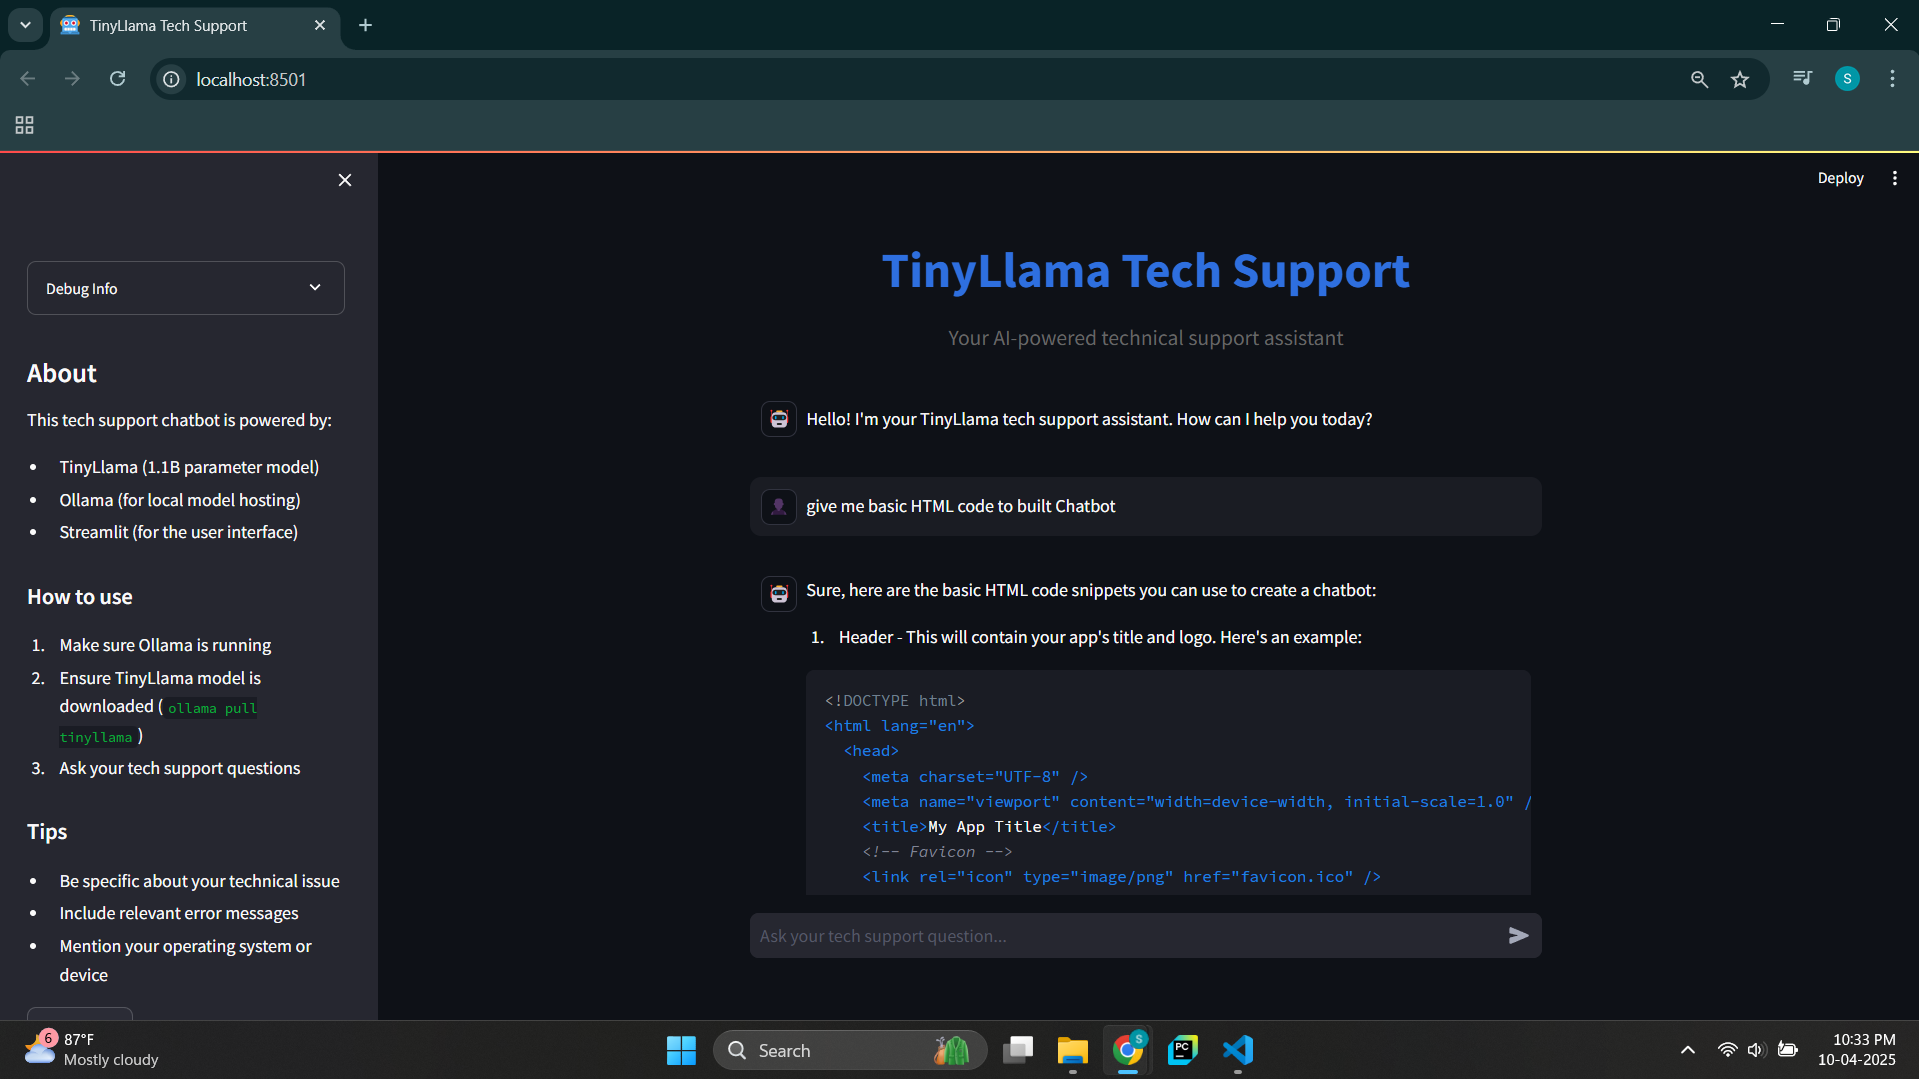 TinyLlama Tech Support
localhost:8501
S
Deploy
Debug Info
About
This tech support chatbot is powered by:
• TinyLlama (1.1B parameter model)
• Ollama (for local model hosting)
• Streamlit (for the user interface)
How to use
1. Make sure Ollama is running
2. Ensure TinyLlama model is
downloaded ( ollama pull
tinyllama )
3. Ask your tech support questions
Tips
• Be specific about your technical issue
• Include relevant error messages
• Mention your operating system or
device
TinyLlama Tech Support
Your AI-powered technical support assistant
Hello! I'm your TinyLlama tech support assistant. How can I help you today?
give me basic HTML code to built Chatbot
Sure, here are the basic HTML code snippets you can use to create a chatbot:
1. Header - This will contain your app's title and logo. Here's an example:
<!DOCTYPE html>
<html lang="en">
<head>
<meta charset="UTF-8" />
<meta name="viewport" content="width=device-width, initial-scale=1.0" /
<title>My App Title</title>
<!-- Favicon -->
<link rel="icon" type="image/png" href="favicon.ico" />
Ask your tech support question...
6
87°F
Mostly cloudy
Search
S
PC
10:33 PM
10-04-2025